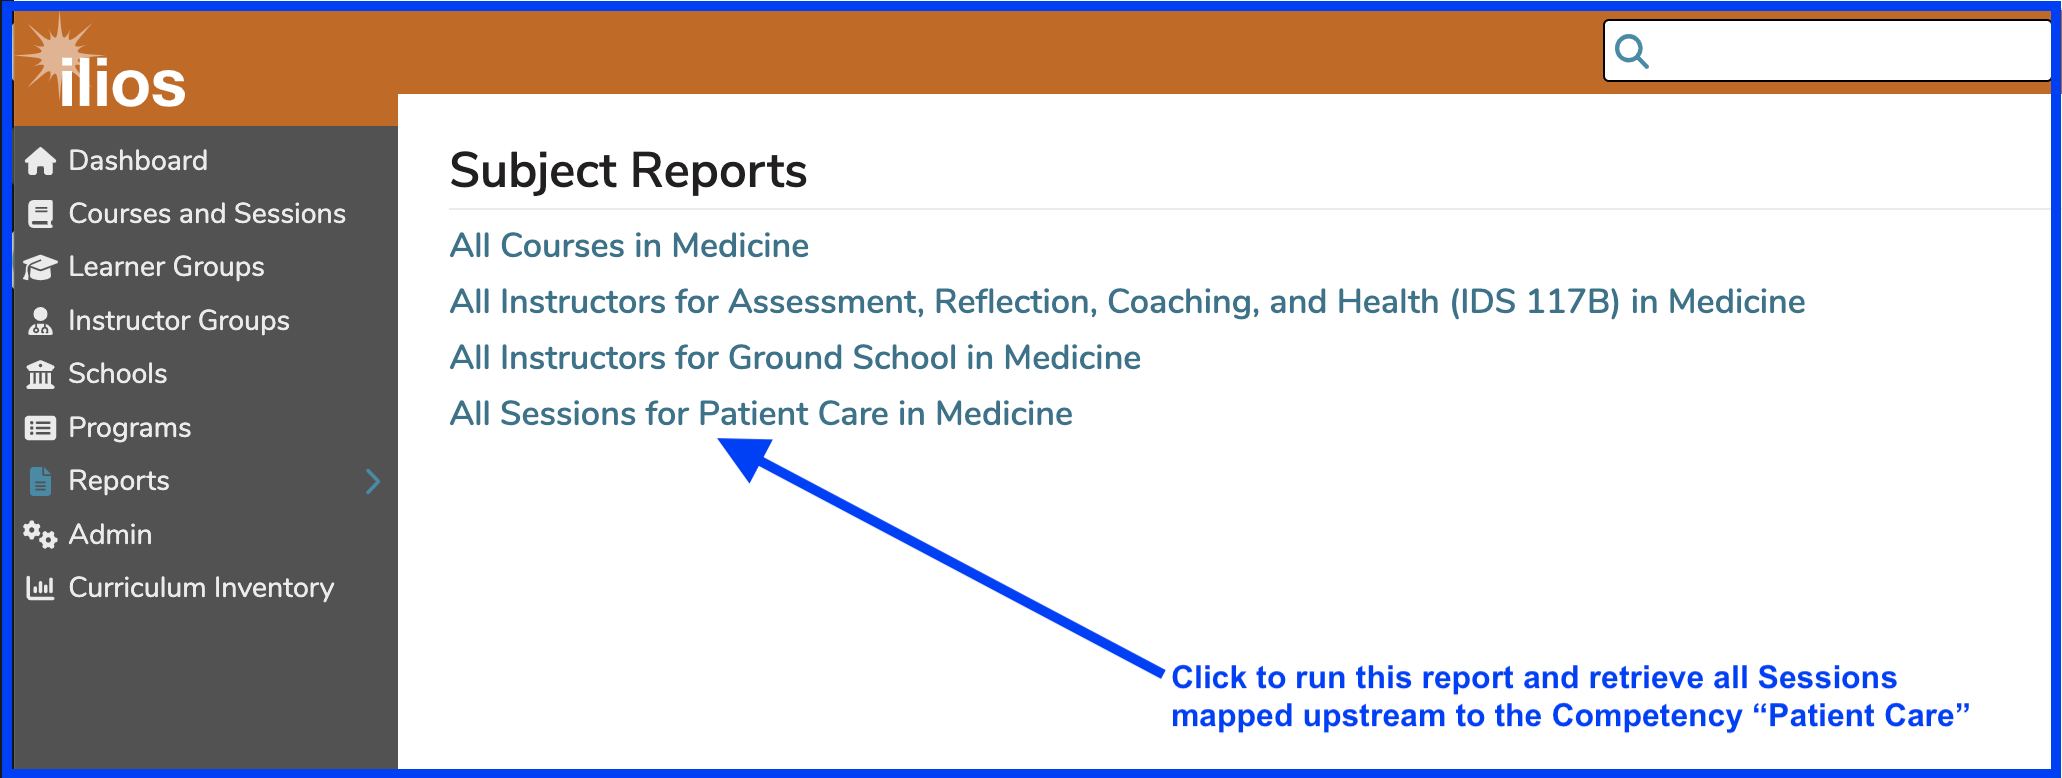 ilios
Dashboard
Courses and Sessions
Learner Groups
Instructor Groups
Schools
Programs
Reports
Admin
Curriculum Inventory
Subject Reports
All Courses in Medicine
All Instructors for Assessment, Reflection, Coaching, and Health (IDS 117B) in Medicine
All Instructors for Ground School in Medicine
All Sessions for Patient Care in Medicine
Click to run this report and retrieve all Sessions
mapped upstream to the Competency “Patient Care”